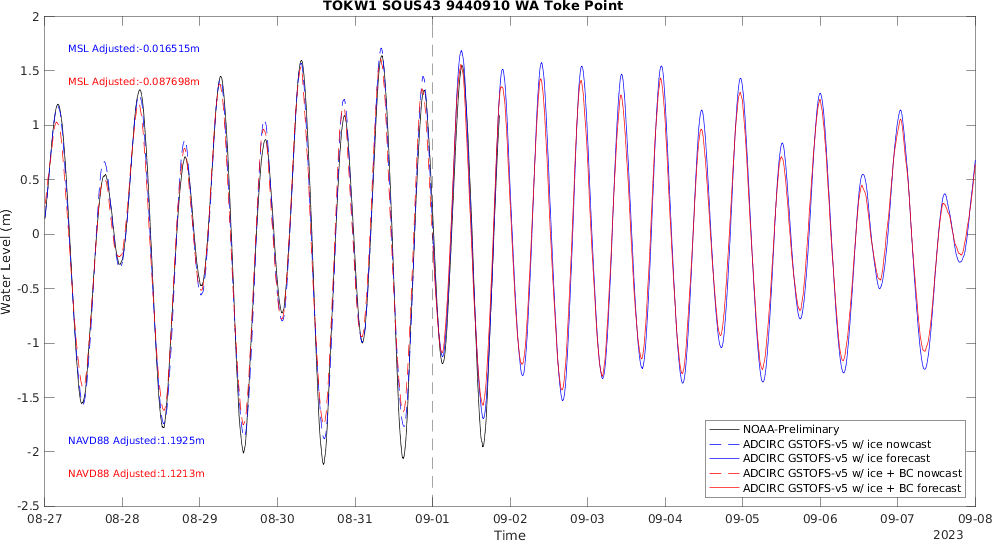 TOKW1 SOUS43 9440910 WA Toke Point
MSL Adjusted:-0.016515m
MSL Adjusted:-0.087698m
NAVD88 Adjusted:1.1925m
NAVD88 Adjusted:1.1213m
Water Level (m)
2
1.5
1
0.5
0
-0.5
-1
-1.5
-2
-2.5
NOAA-Preliminary
ADCIRC GSTOFS-v5 w/ ice nowcast
ADCIRC GSTOFS-v5 w/ ice forecast
ADCIRC GSTOFS-v5 w/ ice + BC nowcast
ADCIRC GSTOFS-v5 w/ ice + BC forecast
08-27 08-28 08-29 08-30 08-31 09-01 09-02 09-03 09-04 09-05 09-06 09-07 09-08
Time
2023